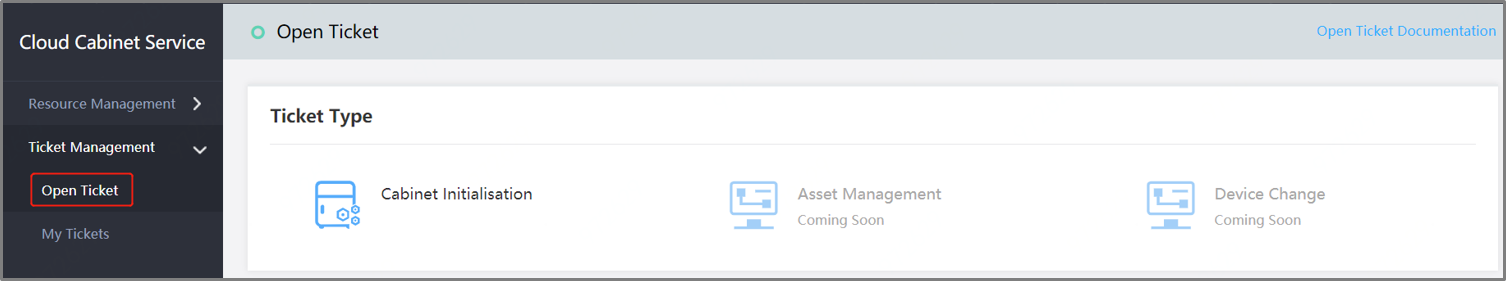 Cloud Cabinet Service
Resource Management
Ticket Management
Open Ticket
My Tickets
Open Ticket
Open Ticket Documentation
Ticket Type
Cabinet Initialisation
Asset Management
Coming Soon
Device Change
Coming Soon